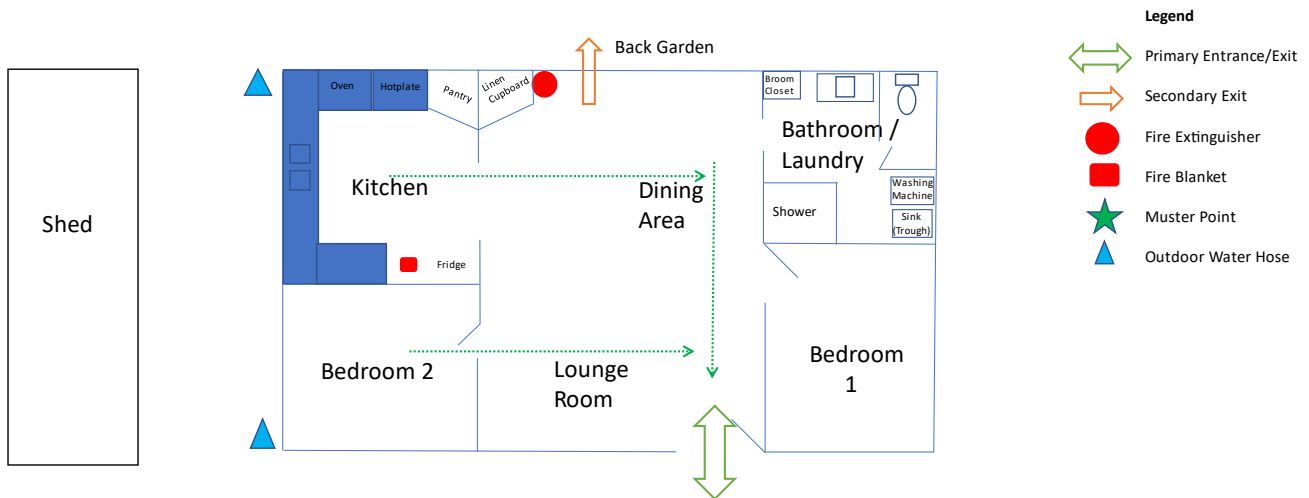 Legend
Back Garden
Primary Entrance/Exit
Secondary Exit
Oven
Hotplate
Pantry
Linen
Cupboard
Broom
Closet
Fire Extinguisher
Bathroom /
Laundry
Kitchen
Dining
Area
Fire Blanket
Washing
Machine
Shed
Shower
Sink
(Trough)
Muster Point
Fridge
Outdoor Water Hose
Bedroom 2
Lounge
Room
Bedroom
1